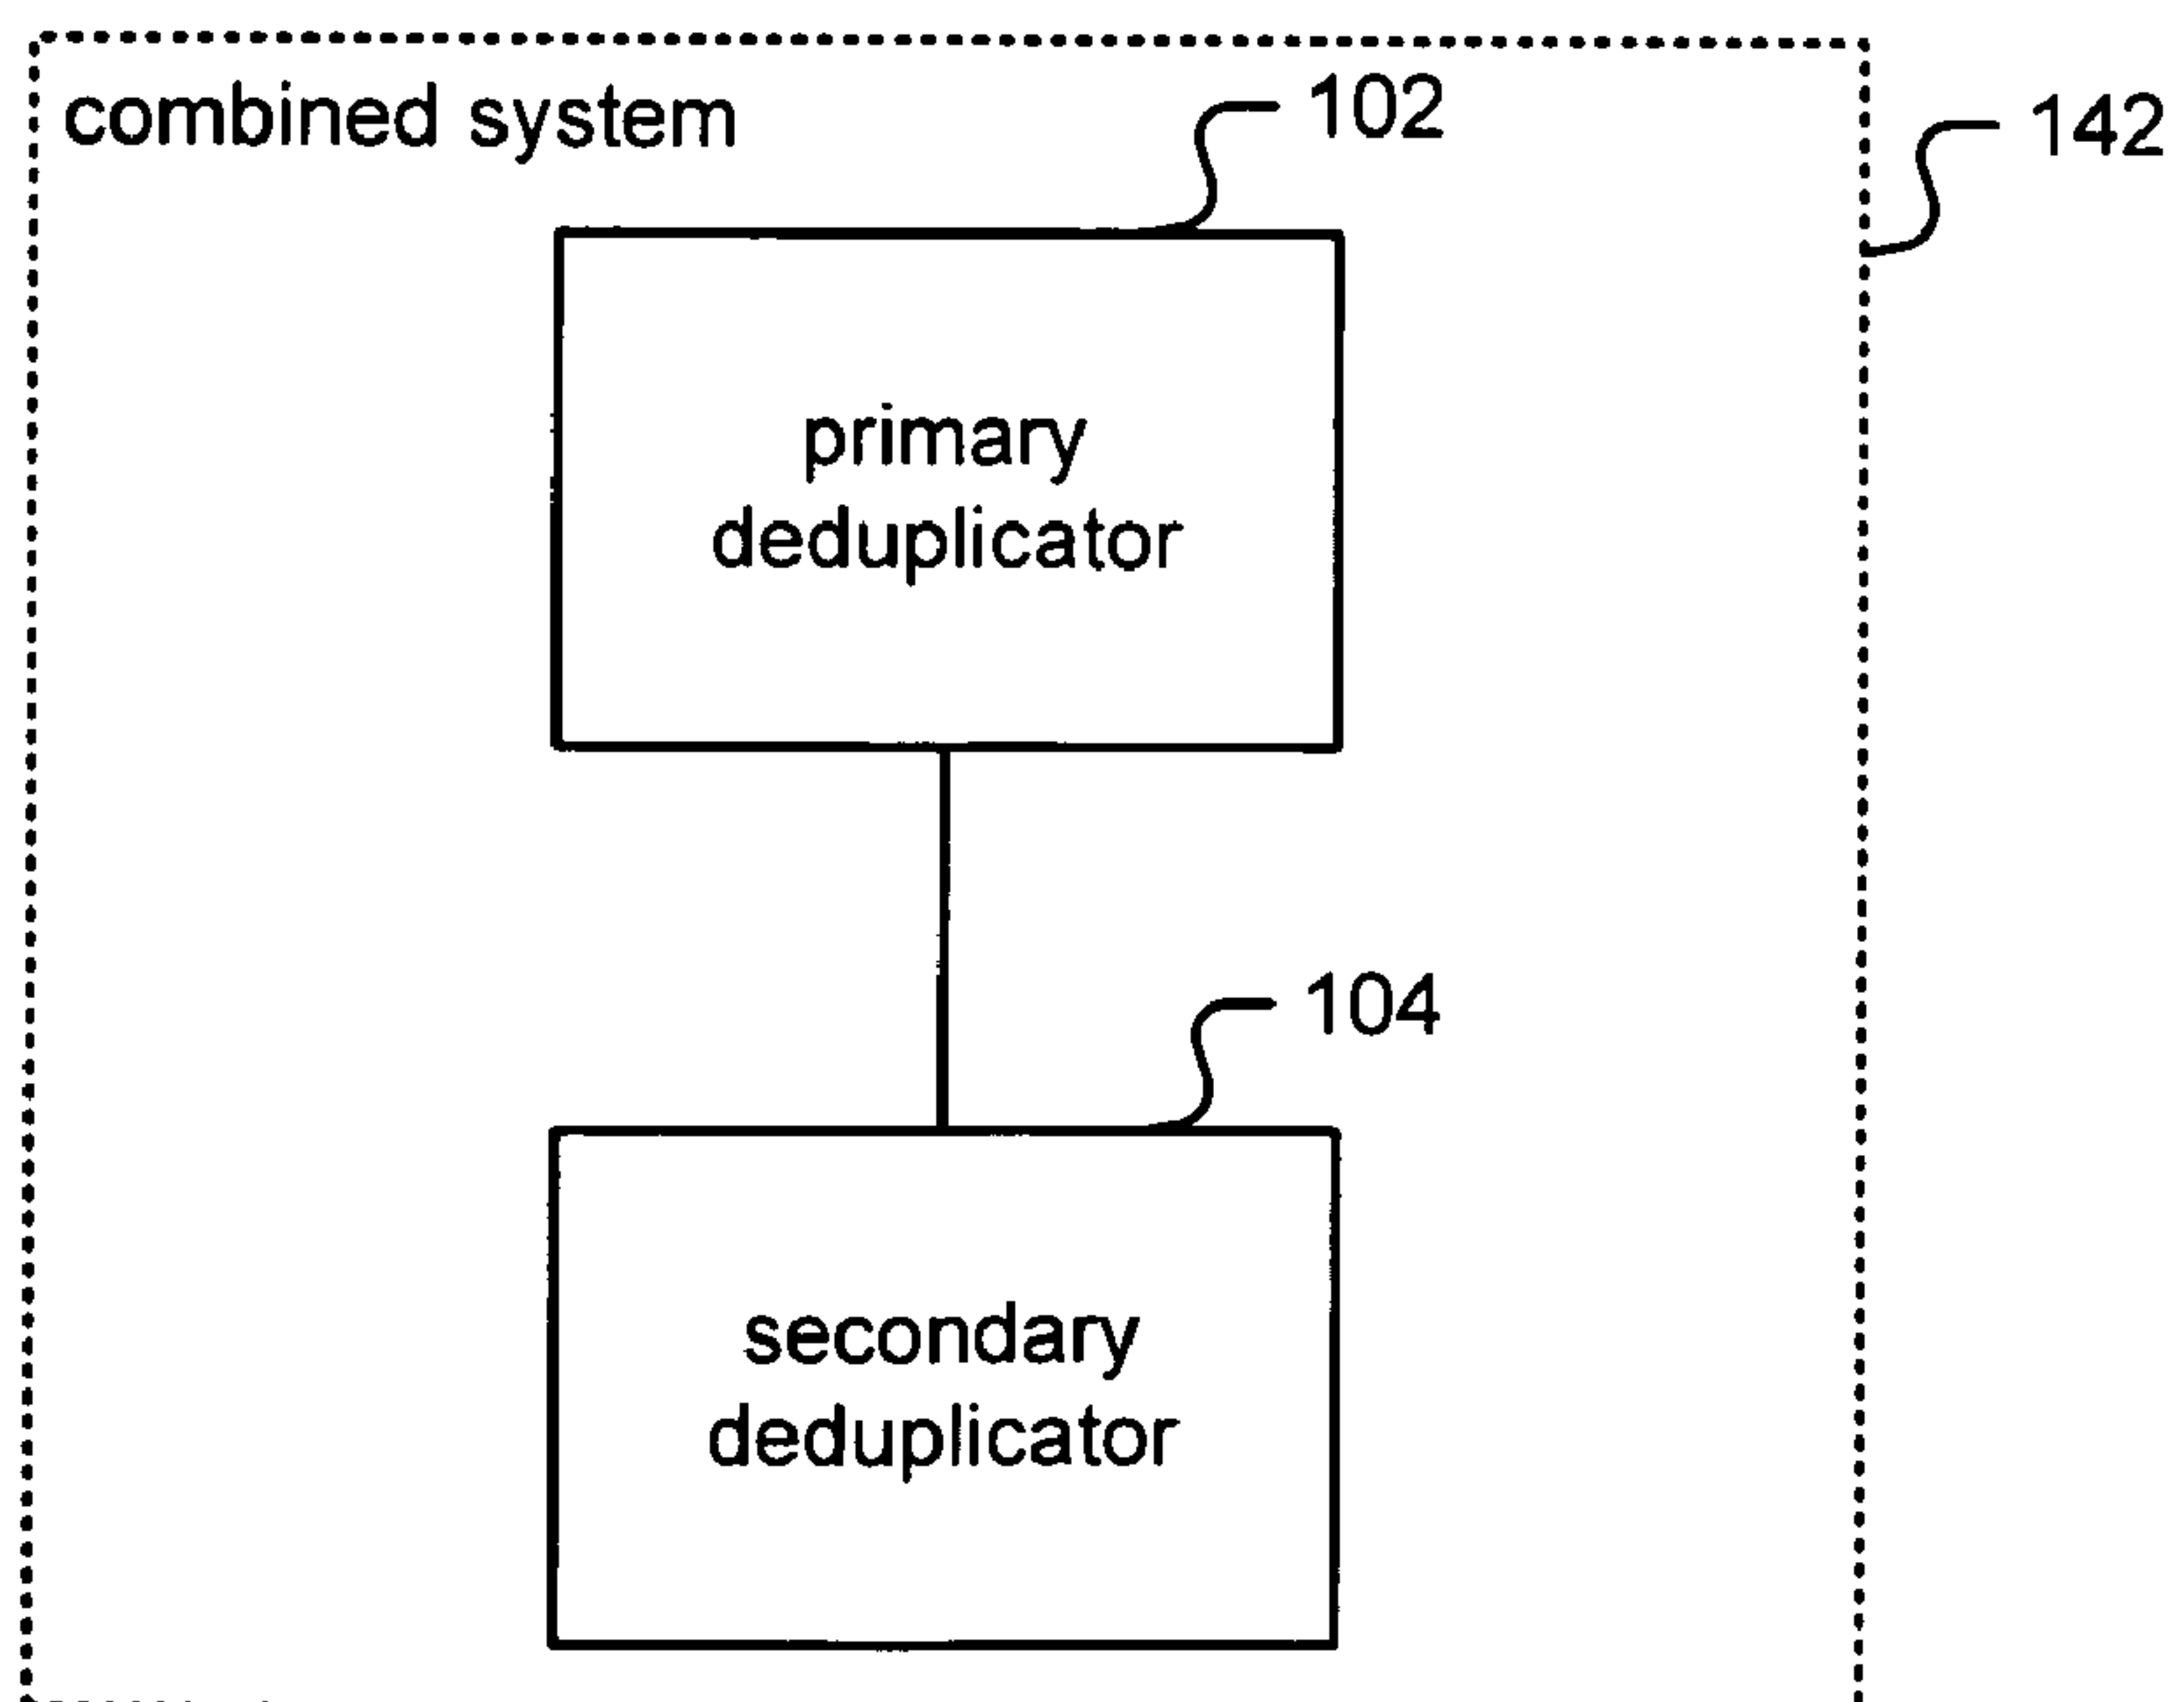 combined system
102
142
primary
deduplicator
104
secondary
deduplicator